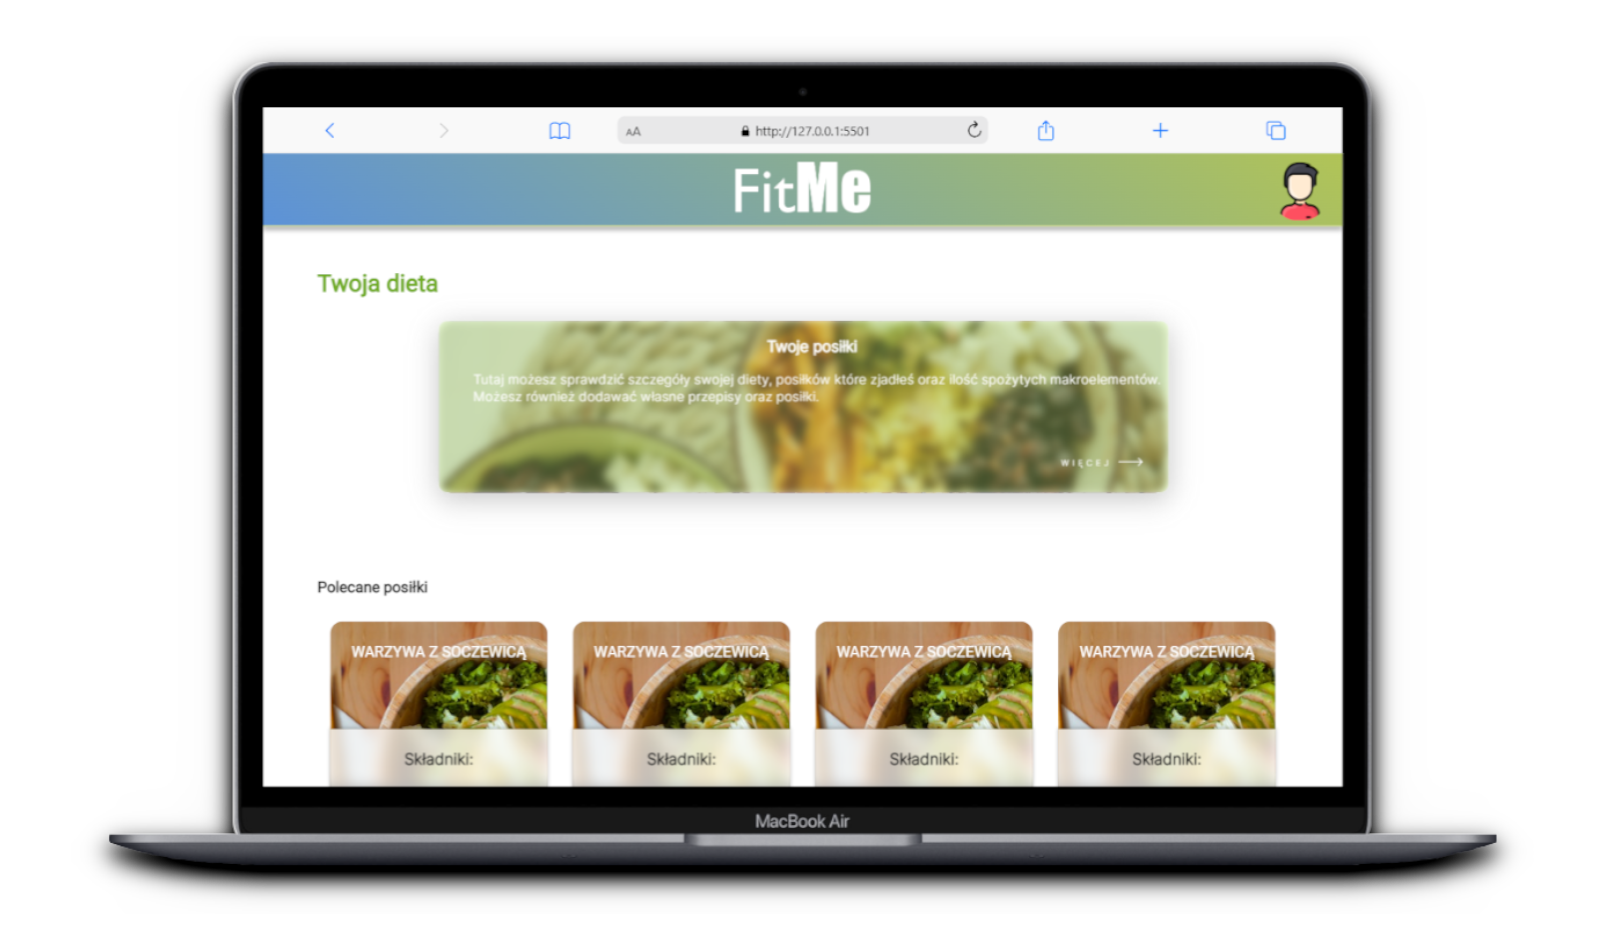 AA
http://127.0.0.1:5501
FitMe
Twoja dieta
Twoje posiłki
Tutaj możesz sprawdzić szczegóły swojej diety, posiłków które zjadłeś oraz ilość spożytych makroelementów.
Możesz również dodawać własne przepisy oraz posiłki.
WIĘCEJ
Polecane posiłki
WARZYWA Z SOCZEWICĄ WARZYWA Z SOCZEWICĄ WARZYWA Z SOCZEWICĄ WARZYWA Z SOCZEWICĄ
Składniki: Składniki: Składniki: Składniki:
MacBook Air